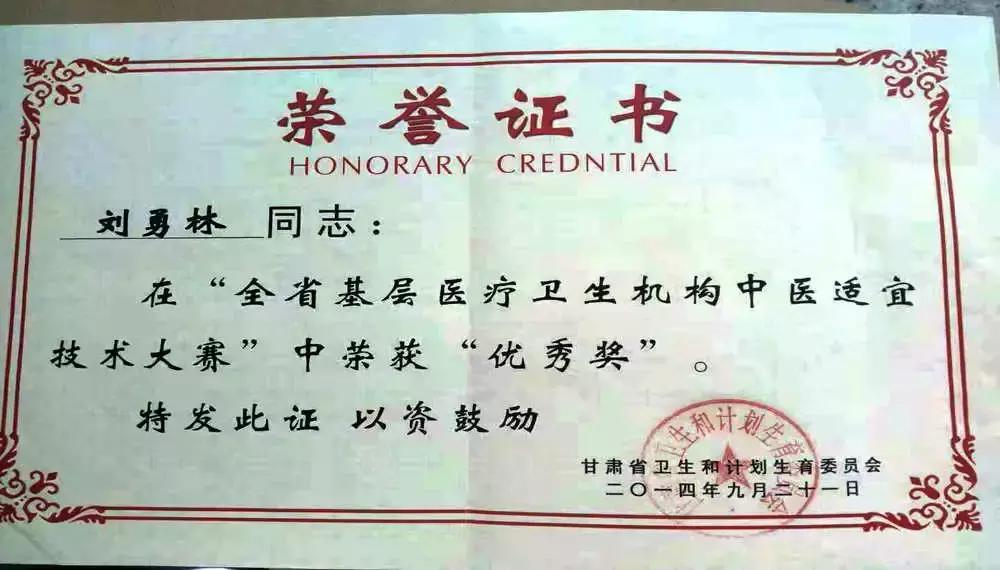 荣誉证书
HONORARY CREDNTIAL
刘勇林 同志：
在“全省基层医疗卫生机构中医适宜
技术大赛”中荣获“优秀奖”。
特发此证 以资鼓励
甘肃省卫生和计划生育委员会
二〇一四年九月二十一日